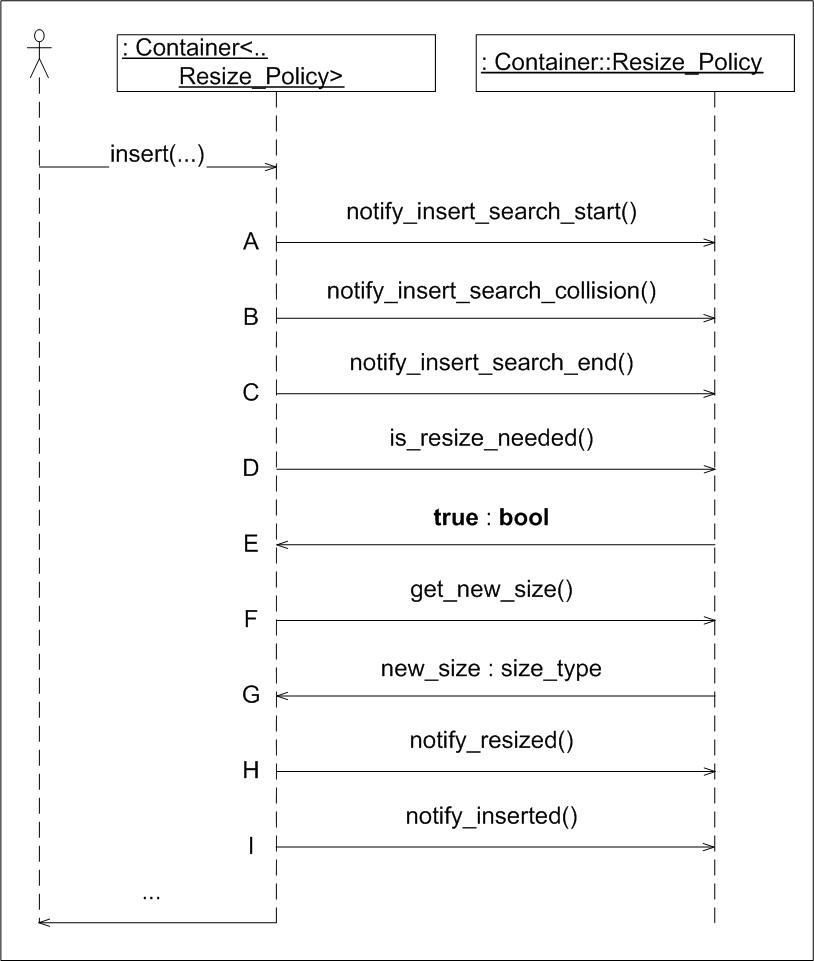 : Container<..
Resize_Policy>
: Container::Resize_Policy
insert(...)
notify_insert_search_start()
A
notify_insert_search_collision()
B
notify_insert_search_end()
C
is_resize_needed()
D
true : bool
E
get_new_size()
F
new_size : size_type
G
notify_resized()
H
notify_inserted()
I
...